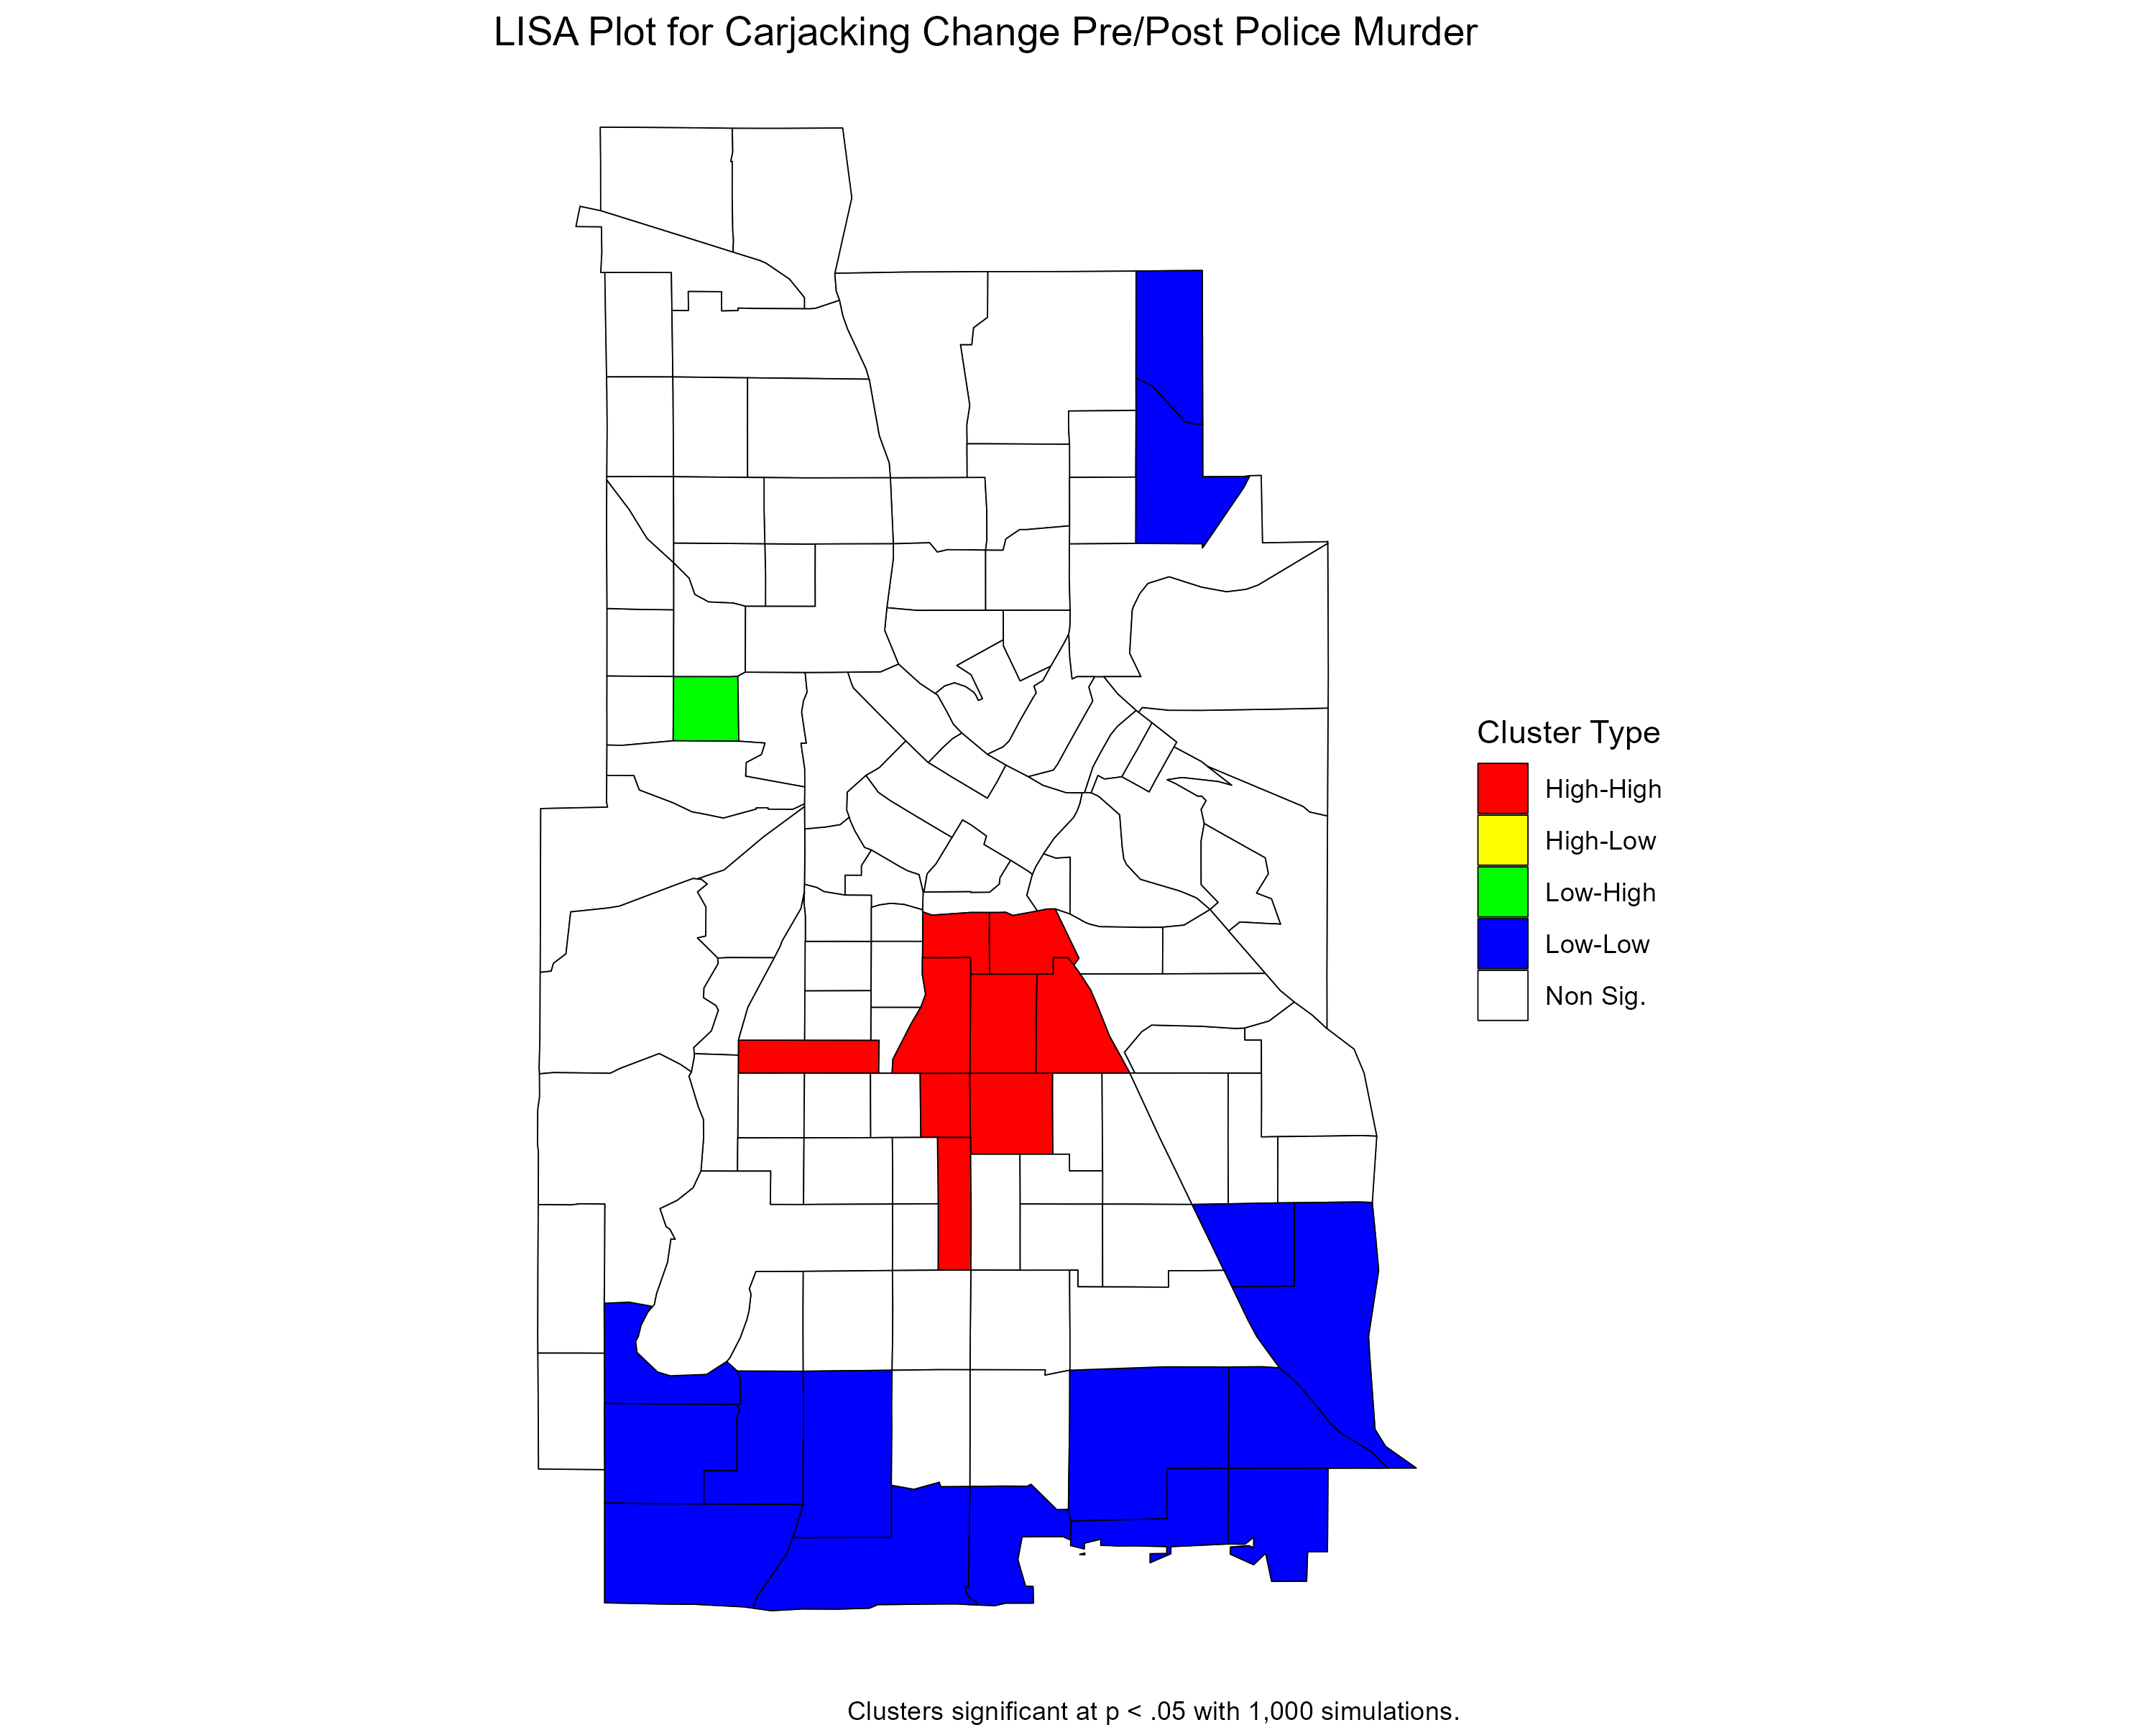 LISA Plot for Carjacking Change Pre/Post Police Murder
Cluster Type
High-High
High-Low
Low-High
Low-Low
Non Sig.
Clusters significant at p < .05 with 1,000 simulations.